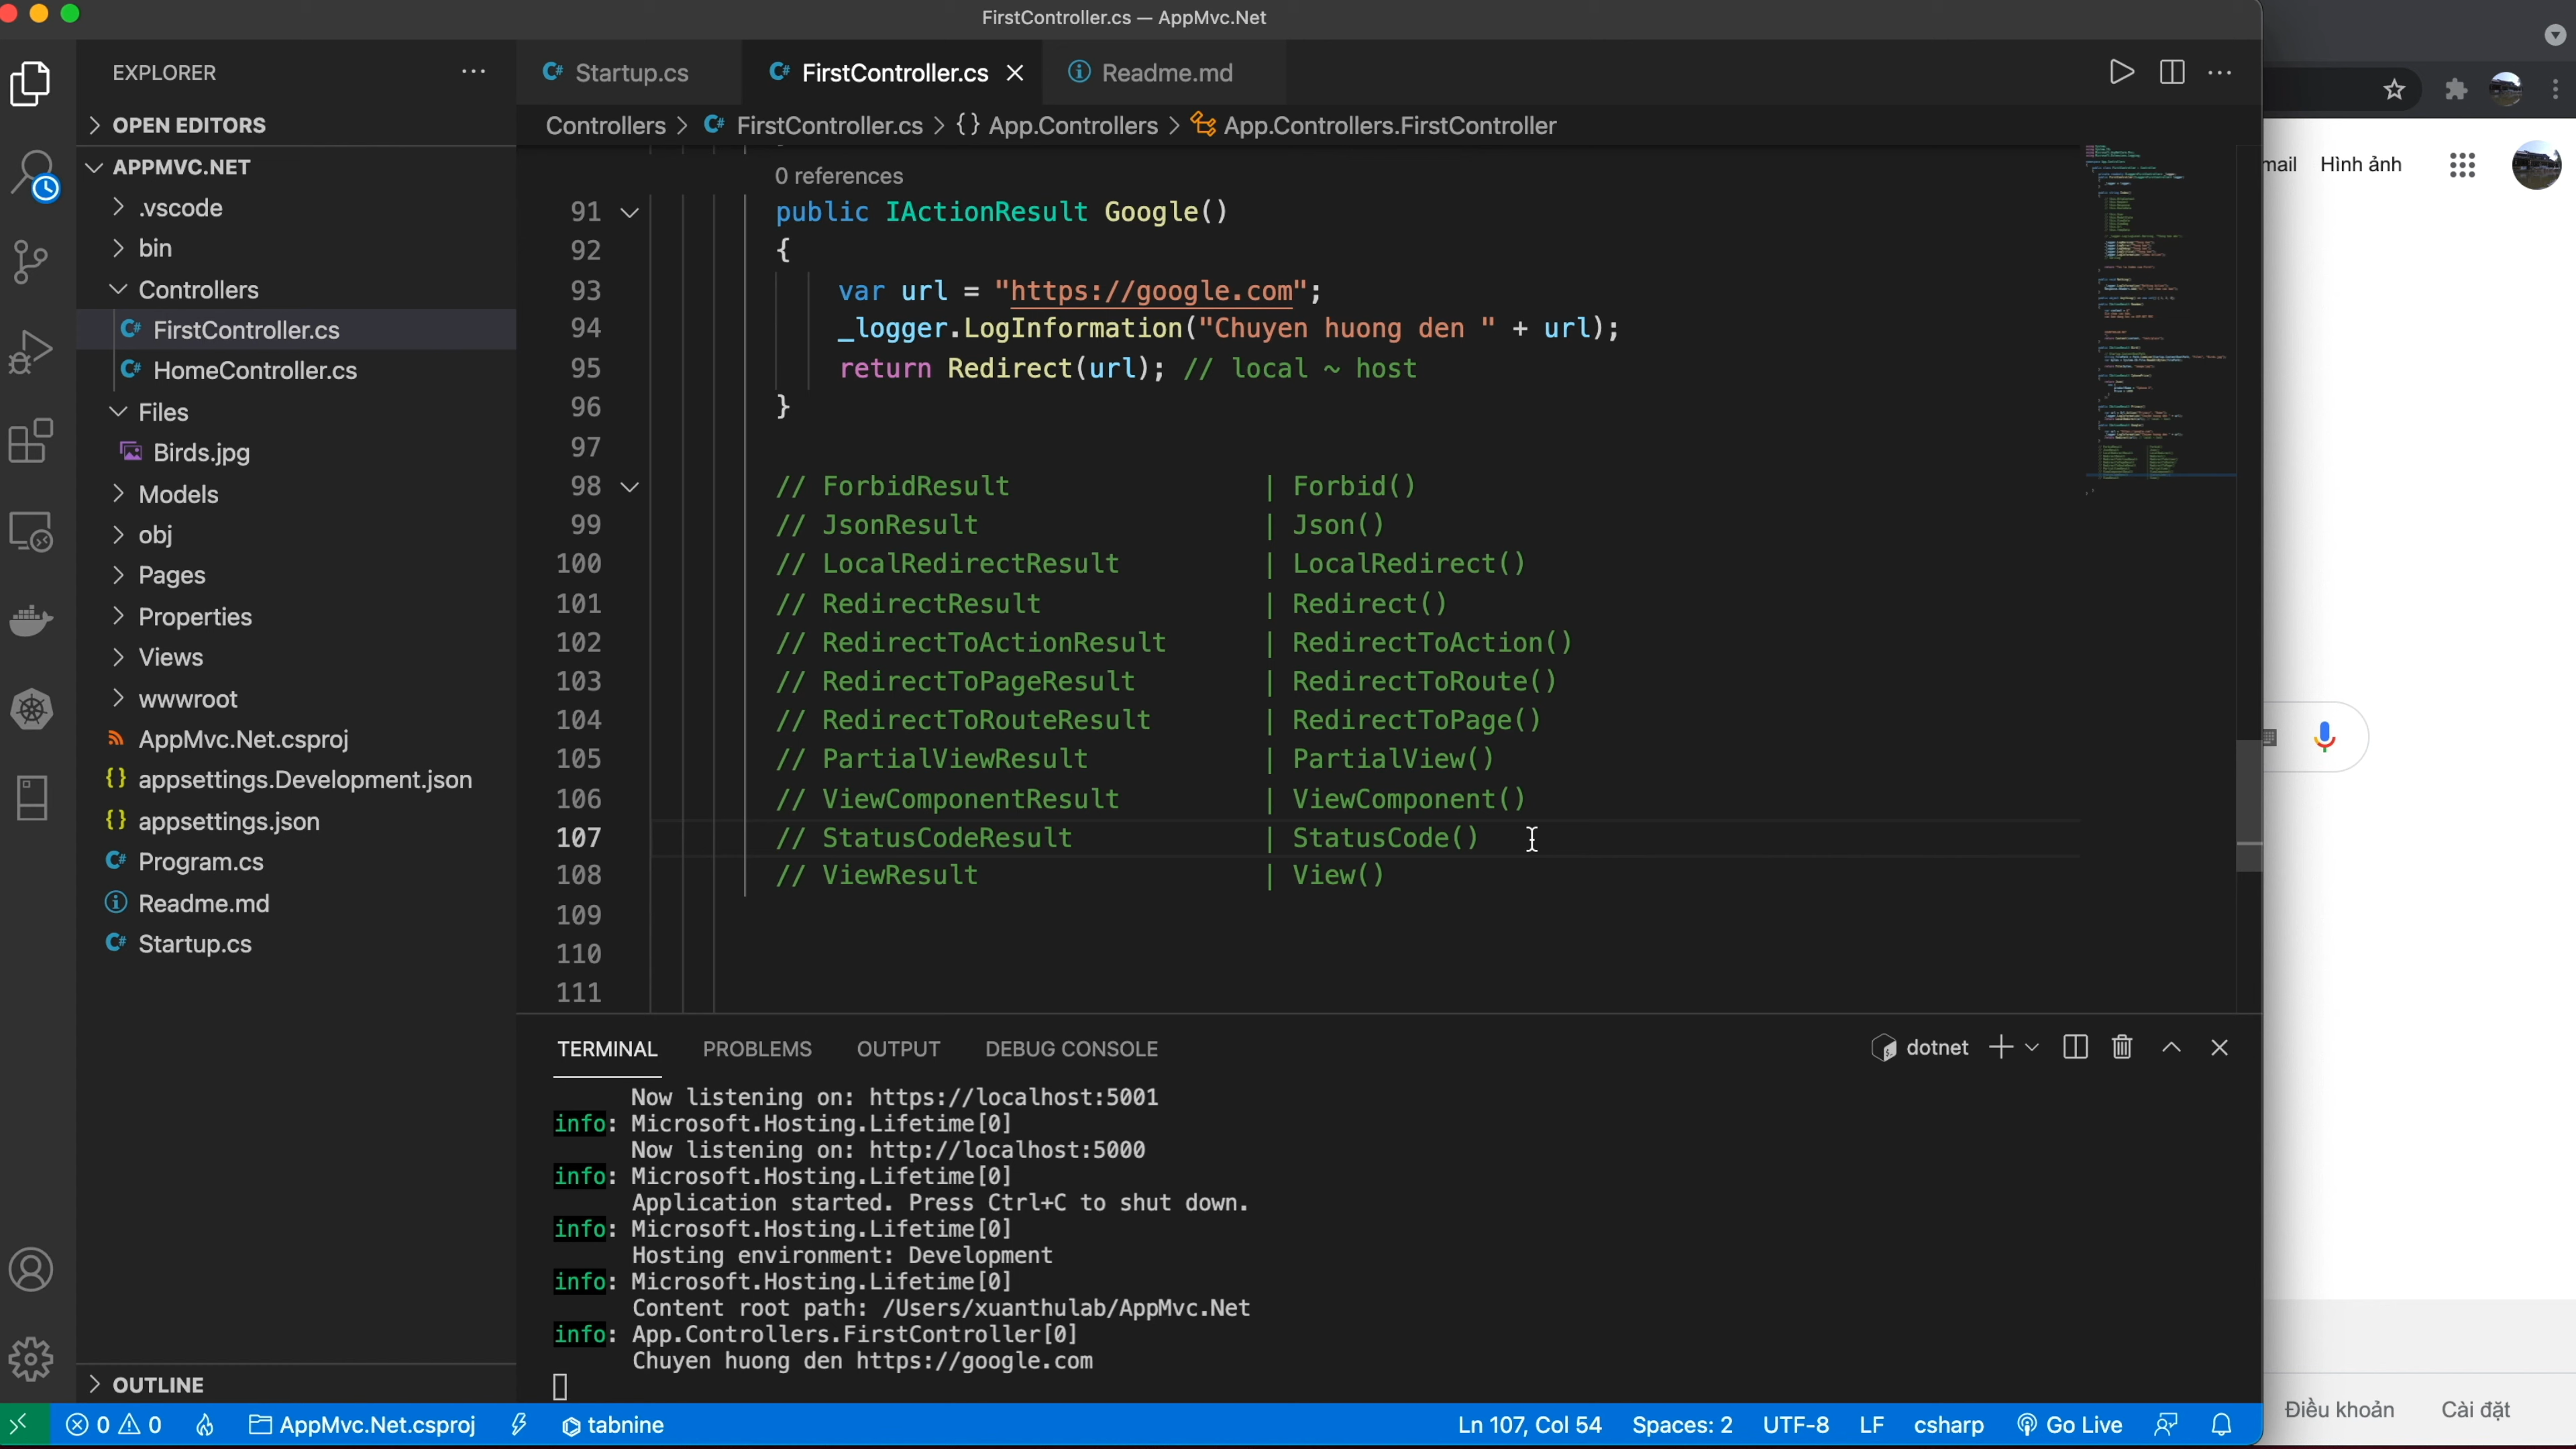 FirstController.cs — AppMvc.Net
EXPLORER
OPEN EDITORS
APPMVC.NET
.vscode
bin
Controllers
FirstController.cs
HomeController.cs
Files
Birds.jpg
Models
obj
Pages
Properties
Views
wwwroot
AppMvc.Net.csproj
appsettings.Development.json
appsettings.json
Program.cs
Readme.md
Startup.cs
OUTLINE
Startup.cs
FirstController.cs
Readme.md
Controllers > FirstController.cs > {} App.Controllers > App.Controllers.FirstController
0 references
91 public IActionResult Google()
92 {
93 var url = "https://google.com";
94 _logger.LogInformation("Chuyen huong den " + url);
95 return Redirect(url); // local ~ host
96 }
97
98 // ForbidResult | Forbid()
99 // JsonResult | Json()
100 // LocalRedirectResult | LocalRedirect()
101 // RedirectResult | Redirect()
102 // RedirectToActionResult | RedirectToAction()
103 // RedirectToPageResult | RedirectToRoute()
104 // RedirectToRouteResult | RedirectToPage()
105 // PartialViewResult | PartialView()
106 // ViewComponentResult | ViewComponent()
107 // StatusCodeResult | StatusCode()
108 // ViewResult | View()
109
110
111
TERMINAL PROBLEMS OUTPUT DEBUG CONSOLE
dotnet
Now listening on: https://localhost:5001
info: Microsoft.Hosting.Lifetime[0]
Now listening on: http://localhost:5000
info: Microsoft.Hosting.Lifetime[0]
Application started. Press Ctrl+C to shut down.
info: Microsoft.Hosting.Lifetime[0]
Hosting environment: Development
info: Microsoft.Hosting.Lifetime[0]
Content root path: /Users/xuanthulab/AppMvc.Net
info: App.Controllers.FirstController[0]
Chuyen huong den https://google.com
0 0 AppMvc.Net.csproj tabnine
Ln 107, Col 54 Spaces: 2 UTF-8 LF csharp Go Live
mail Hình ảnh
Điều khoản Cài đặt